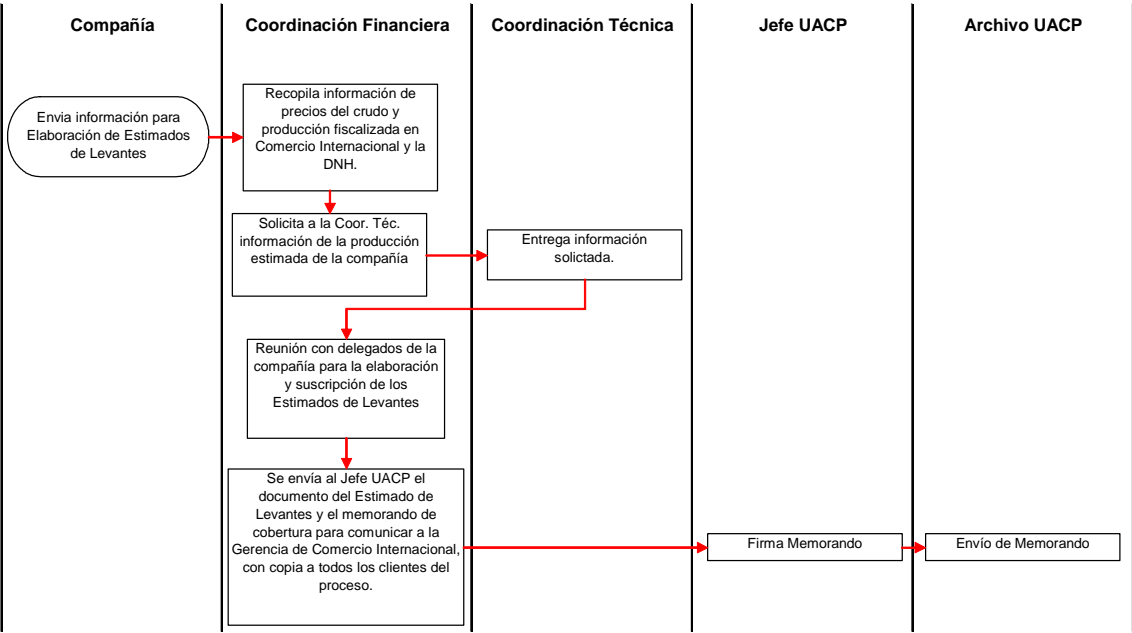 Compañía
Coordinación Financiera
Coordinación Técnica
Jefe UACP
Archivo UACP
Envia información para
Elaboración de Estimados
de Levantes
Recopila información de
precios del crudo y
producción fiscalizada en
Comercio Internacional y la
DNH.
Solicita a la Coor. Téc.
información de la producción
estimada de la compañía
Entrega información
solictada.
Reunión con delegados de la
compañía para la elaboración
y suscripción de los
Estimados de Levantes
Se envía al Jefe UACP el
documento del Estimado de
Levantes y el memorando de
cobertura para comunicar a la
Gerencia de Comercio Internacional,
con copia a todos los clientes del
proceso.
Firma Memorando
Envío de Memorando